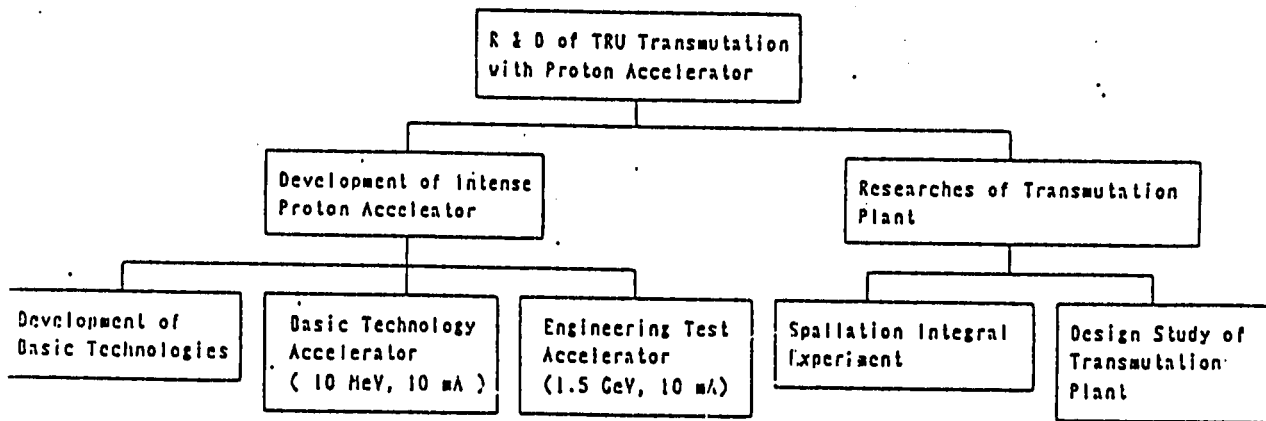 R & D of TRU Transmutation
with Proton Accelerator
Development of Intense
Proton Acceleator
Researches of Transmutation
Plant
Development of
Basic Technologies
Basic Technology
Accelerator
( 10 MeV, 10 mA )
Engineering Test
Accelerator
(1.5 GeV, 10 mA)
Spallation Integral
Experiment
Design Study of
Transmutation
Plant